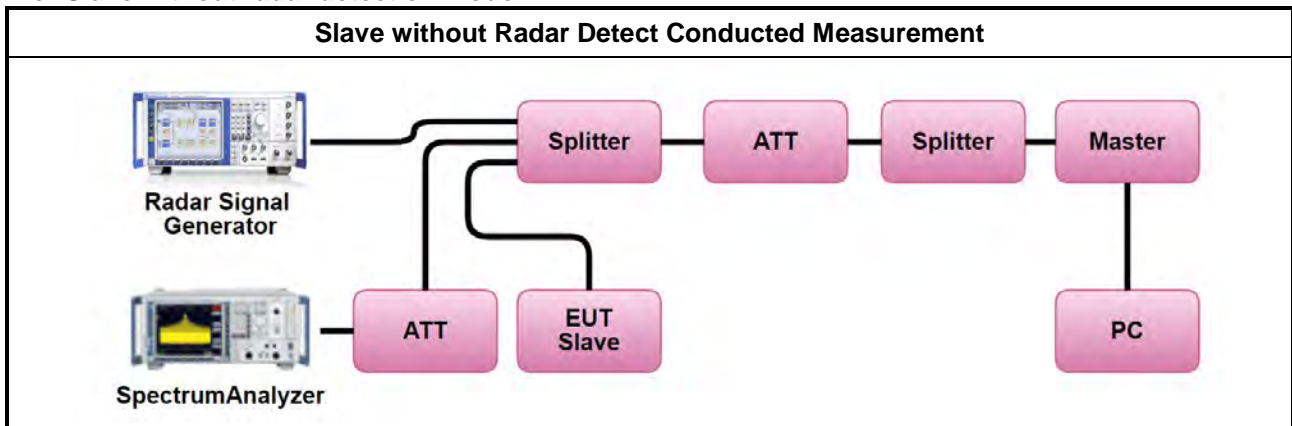 Slave without Radar Detect Conducted Measurement
Splitter
ATT
Splitter
Master
Radar Signal
Generator
ATT
EUT
Slave
PC
SpectrumAnalyzer